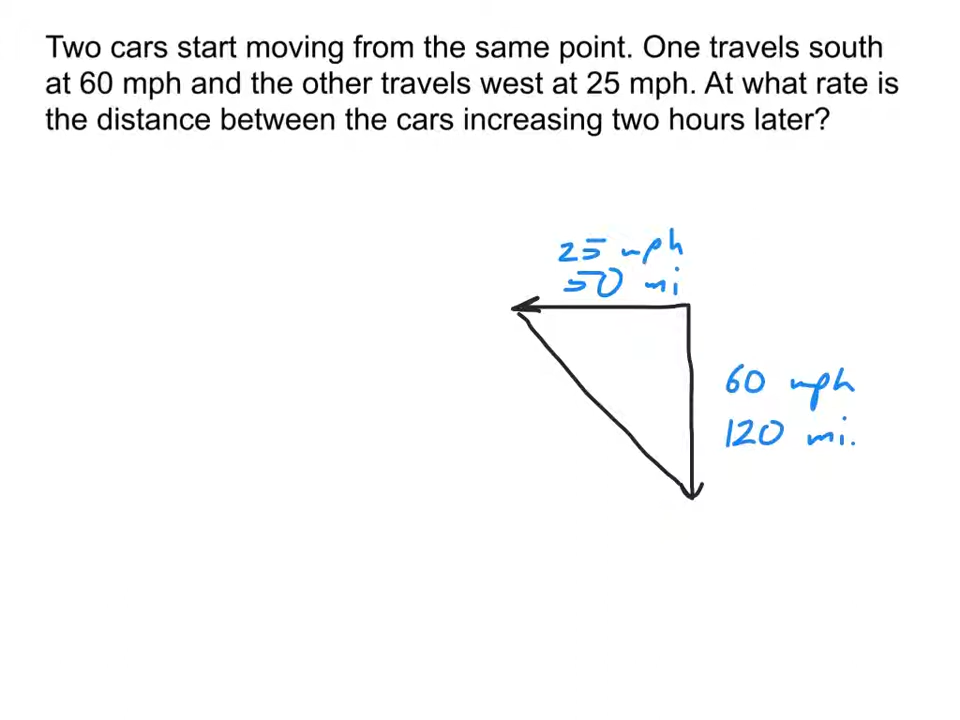 Two cars start moving from the same point. One travels south
at 60 mph and the other travels west at 25 mph. At what rate is
the distance between the cars increasing two hours later?
25 mph
50 mi
60 mph
120 mi.